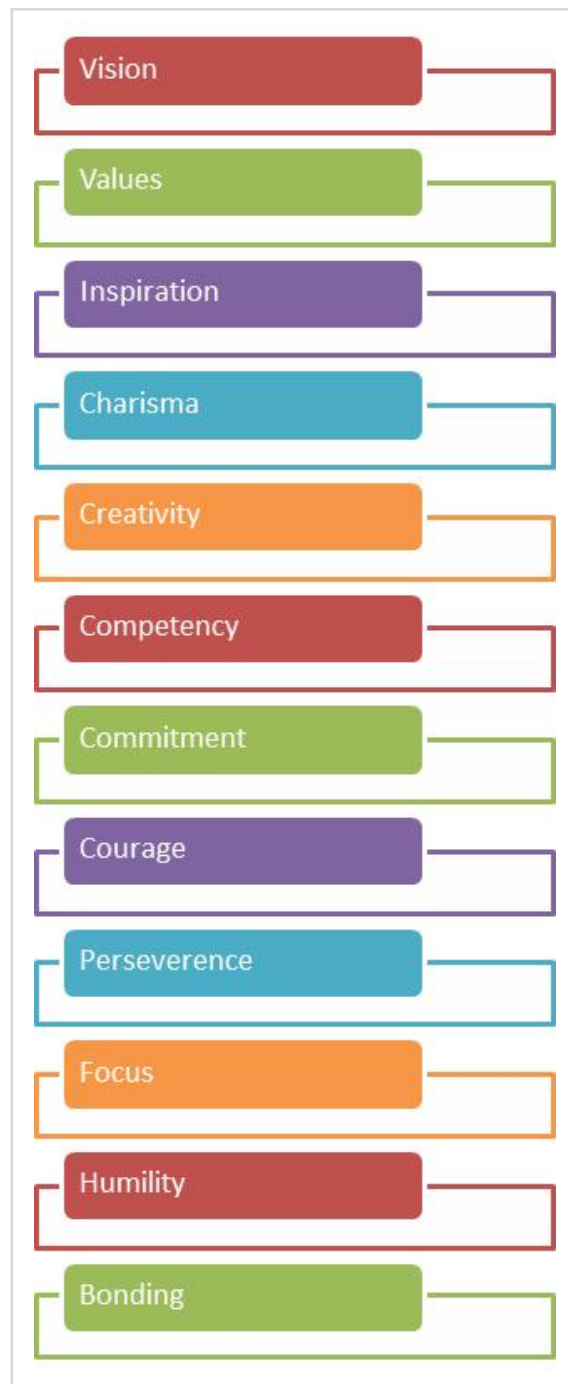 Vision
Values
Inspiration
Charisma
Creativity
Competency
Commitment
Courage
Perseverence
Focus
Humility
Bonding